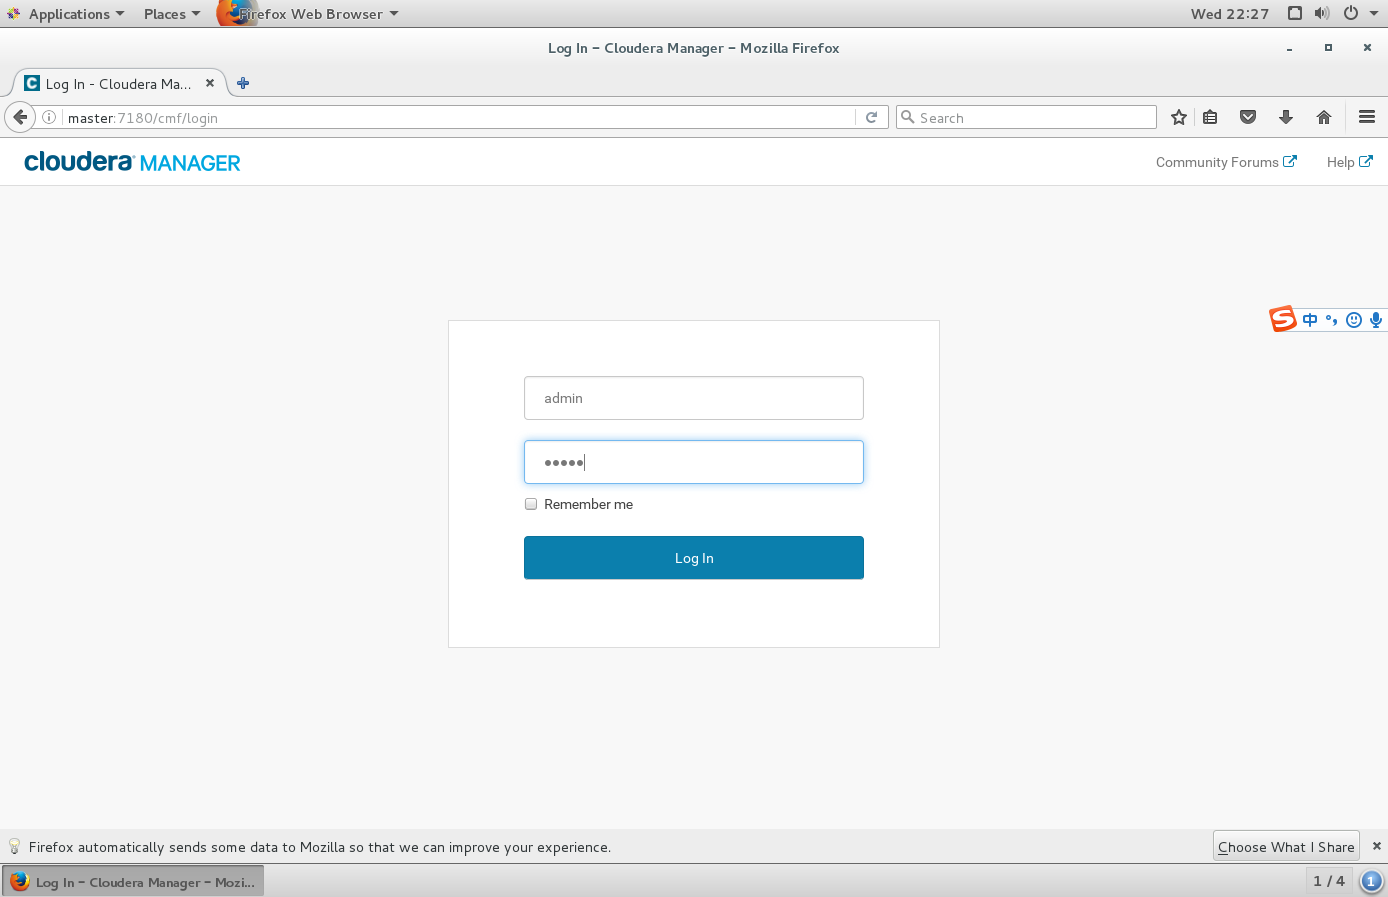 Applications Places Firefox Web Browser Wed 22:27
Log In – Cloudera Manager – Mozilla Firefox
Log In - Cloudera Ma...
master:7180/cmf/login
Search
cloudera MANAGER
Community Forums Help
中
admin
•••••
Remember me
Log In
Firefox automatically sends some data to Mozilla so that we can improve your experience.
Choose What I Share
Log In – Cloudera Manager – Mozi...
1 / 4
1